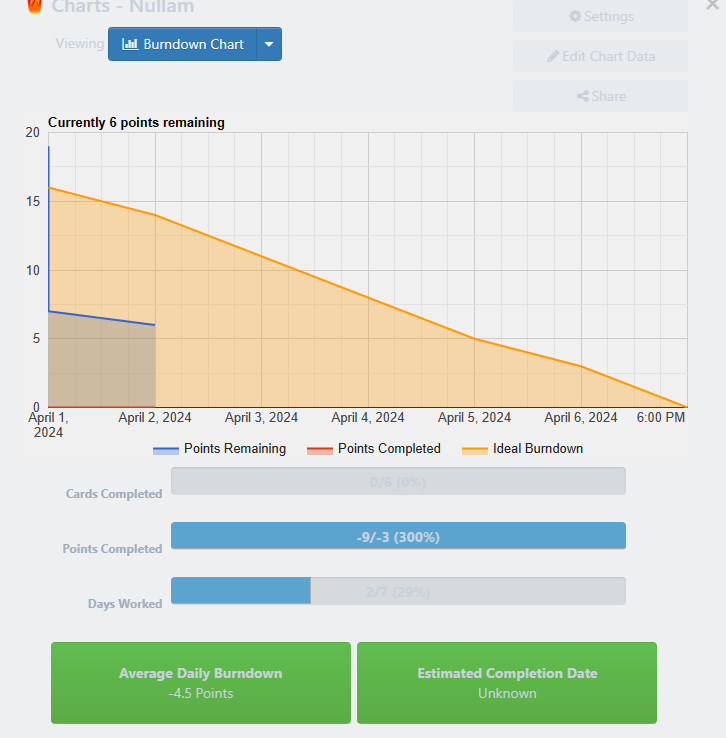 Charts - Nullam
Settings
Viewing Burndown Chart
Edit Chart Data
Share
Currently 6 points remaining
20
15
10
5
0
April 1, 2024
April 2, 2024
April 3, 2024
April 4, 2024
April 5, 2024
April 6, 2024
6:00 PM
Points Remaining
Points Completed
Ideal Burndown
Cards Completed
0/6 (0%)
Points Completed
-9/-3 (300%)
Days Worked
2/7 (29%)
Average Daily Burndown
-4.5 Points
Estimated Completion Date
Unknown